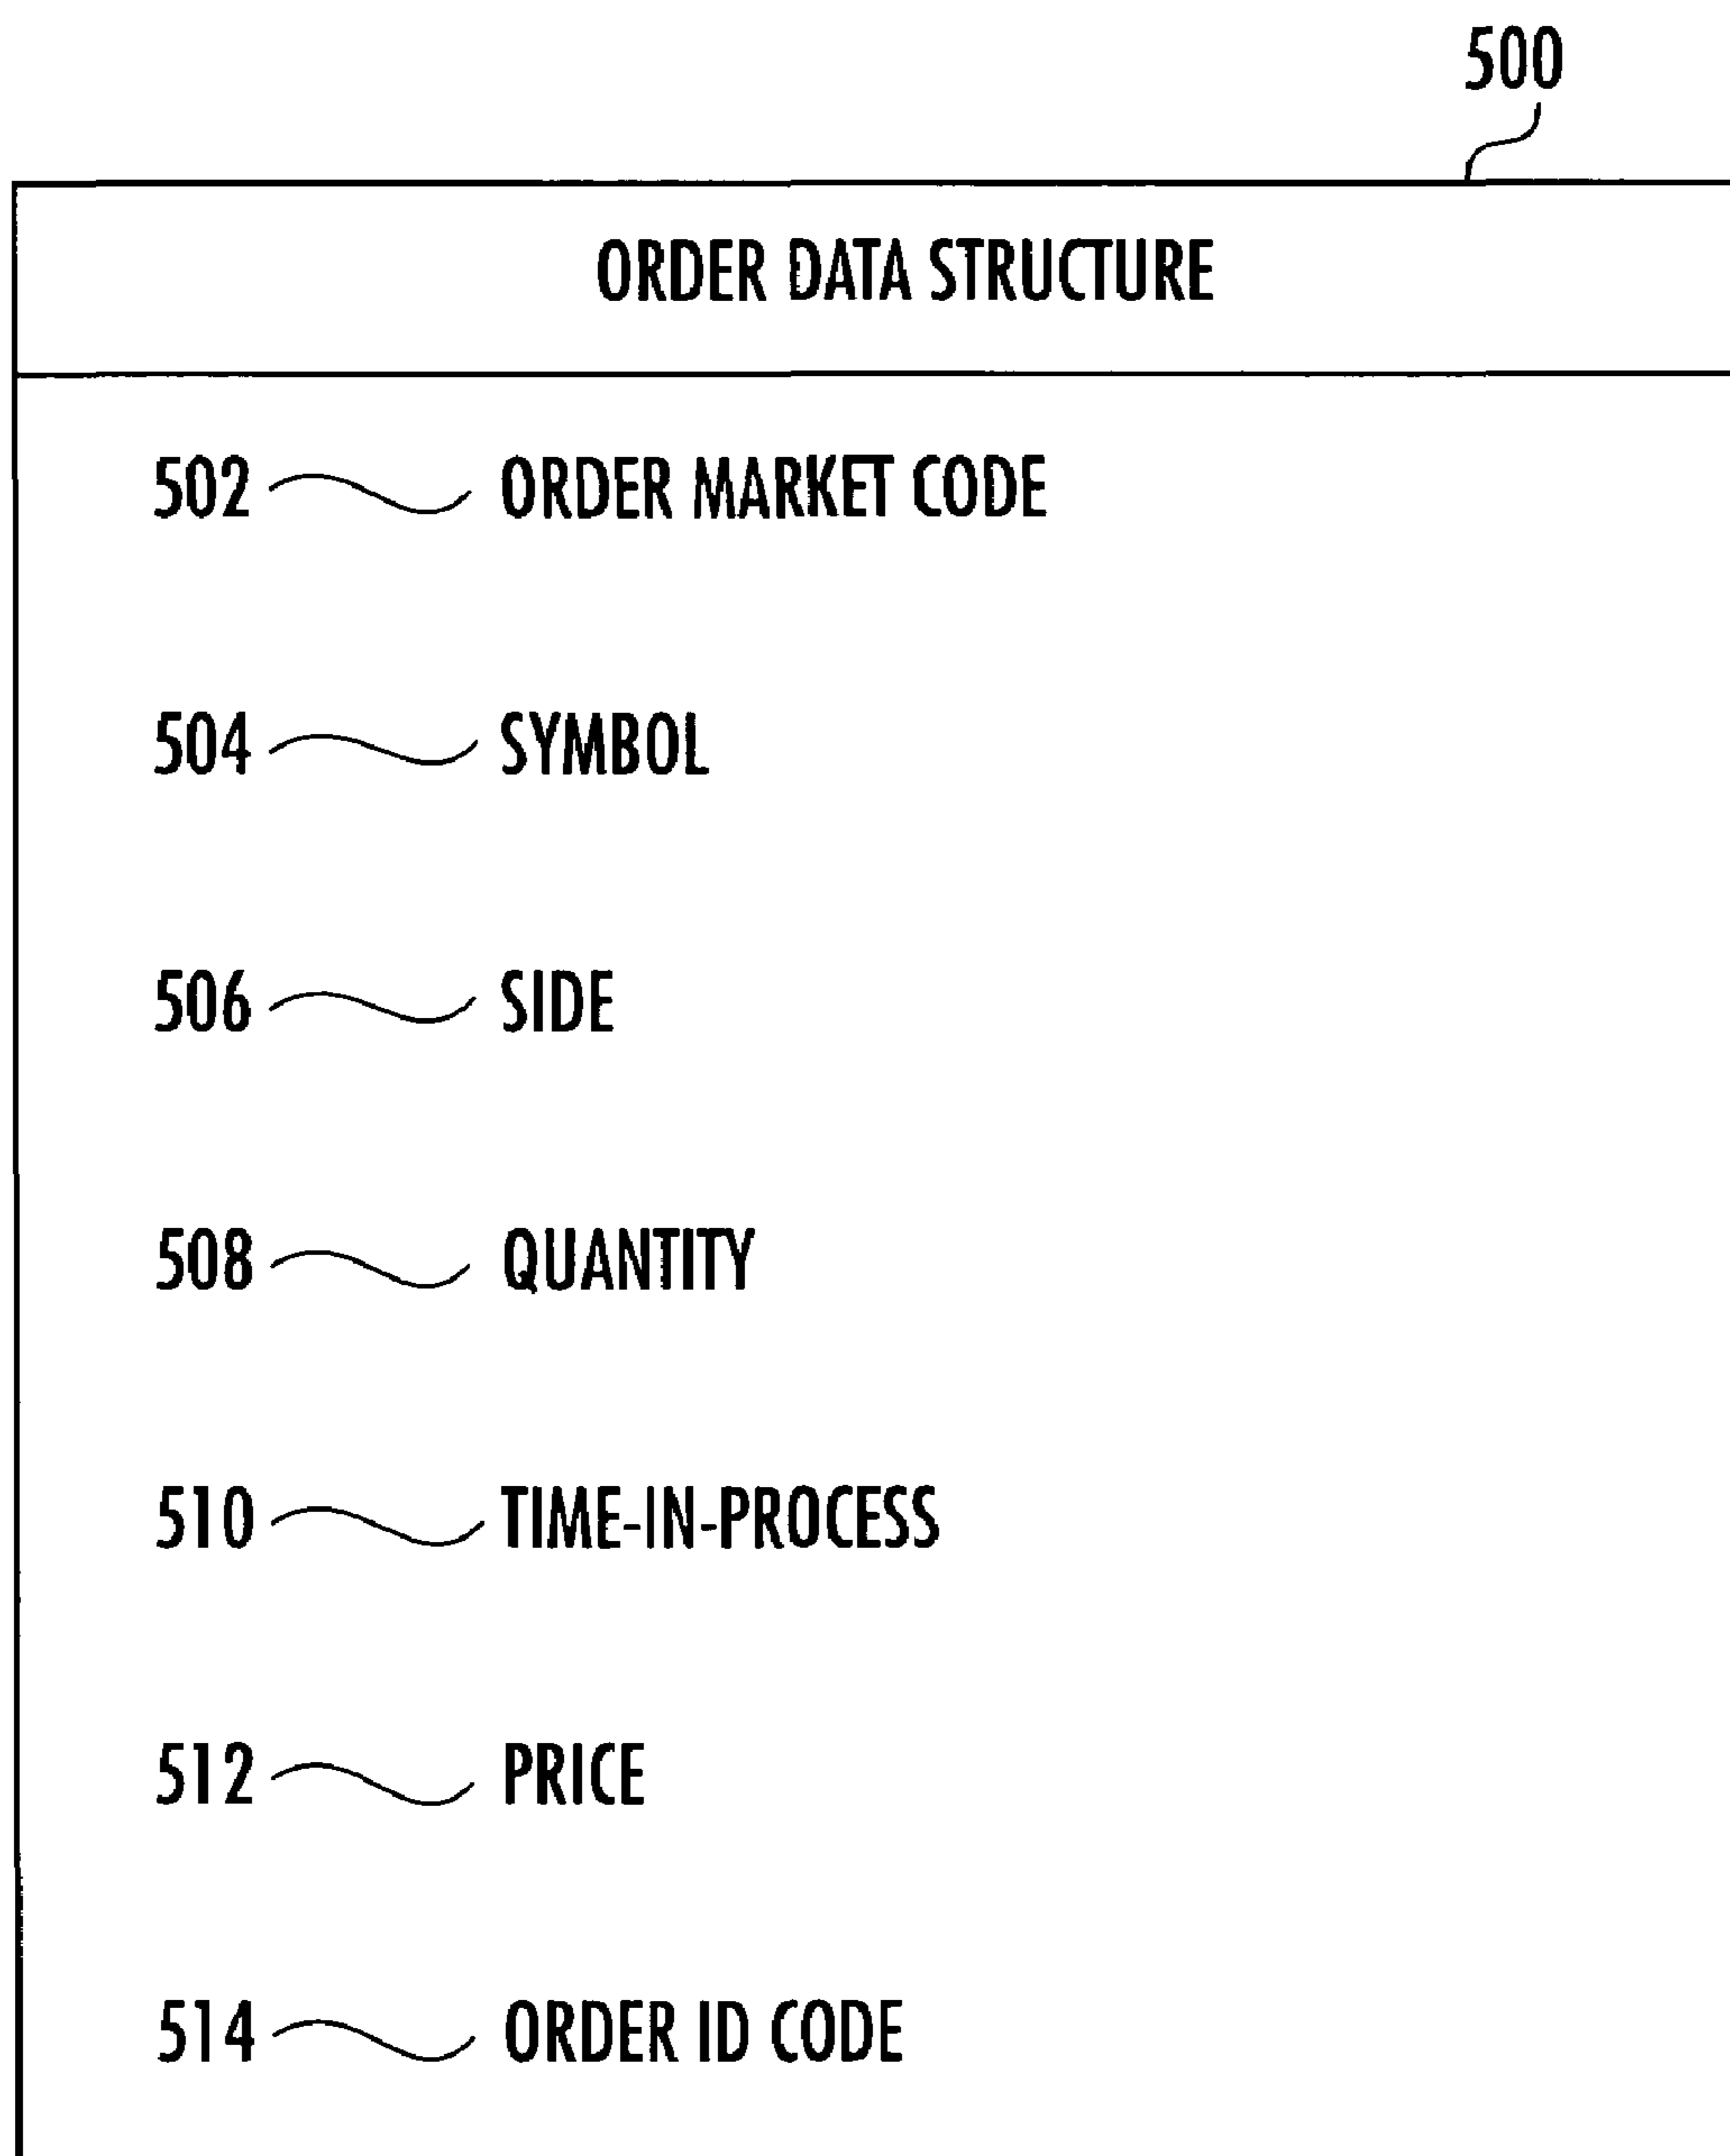 500
ORDER DATA STRUCTURE
502 ORDER MARKET CODE
504 SYMBOL
506 SIDE
508 QUANTITY
510 TIME-IN-PROCESS
512 PRICE
514 ORDER ID CODE